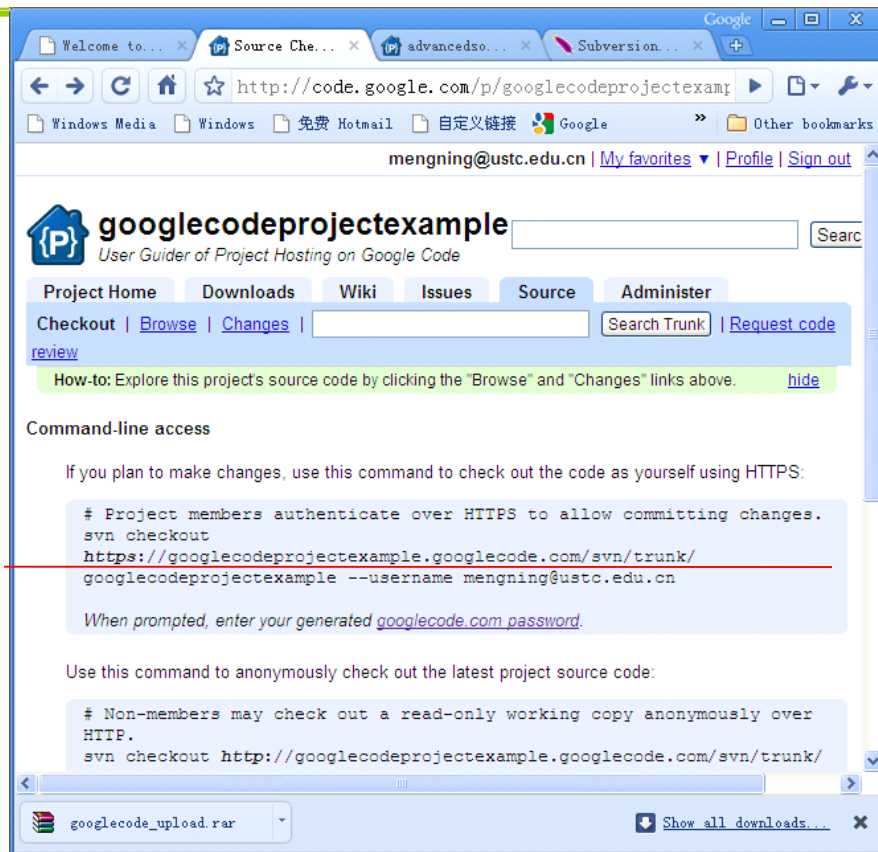 Google
Welcome to...
Source Che...
advancedso...
Subversion...
http://code.google.com/p/googlecodeprojectexamp
Windows Media
Windows
免费 Hotmail
自定义链接
Google
»
Other bookmarks
mengning@ustc.edu.cn | My favorites ▼ | Profile | Sign out
googlecodeprojectexample
Searc
User Guider of Project Hosting on Google Code
Project Home
Downloads
Wiki
Issues
Source
Administer
Checkout | Browse | Changes |
Search Trunk
| Request code
review
How-to: Explore this project's source code by clicking the "Browse" and "Changes" links above.
hide
Command-line access
If you plan to make changes, use this command to check out the code as yourself using HTTPS:
# Project members authenticate over HTTPS to allow committing changes.
svn checkout
https://googlecodeprojectexample.googlecode.com/svn/trunk/
googlecodeprojectexample --username mengning@ustc.edu.cn
When prompted, enter your generated googlecode.com password.
Use this command to anonymously check out the latest project source code:
# Non-members may check out a read-only working copy anonymously over
HTTP.
svn checkout http://googlecodeprojectexample.googlecode.com/svn/trunk/
googlecode_upload.rar
Show all downloads...